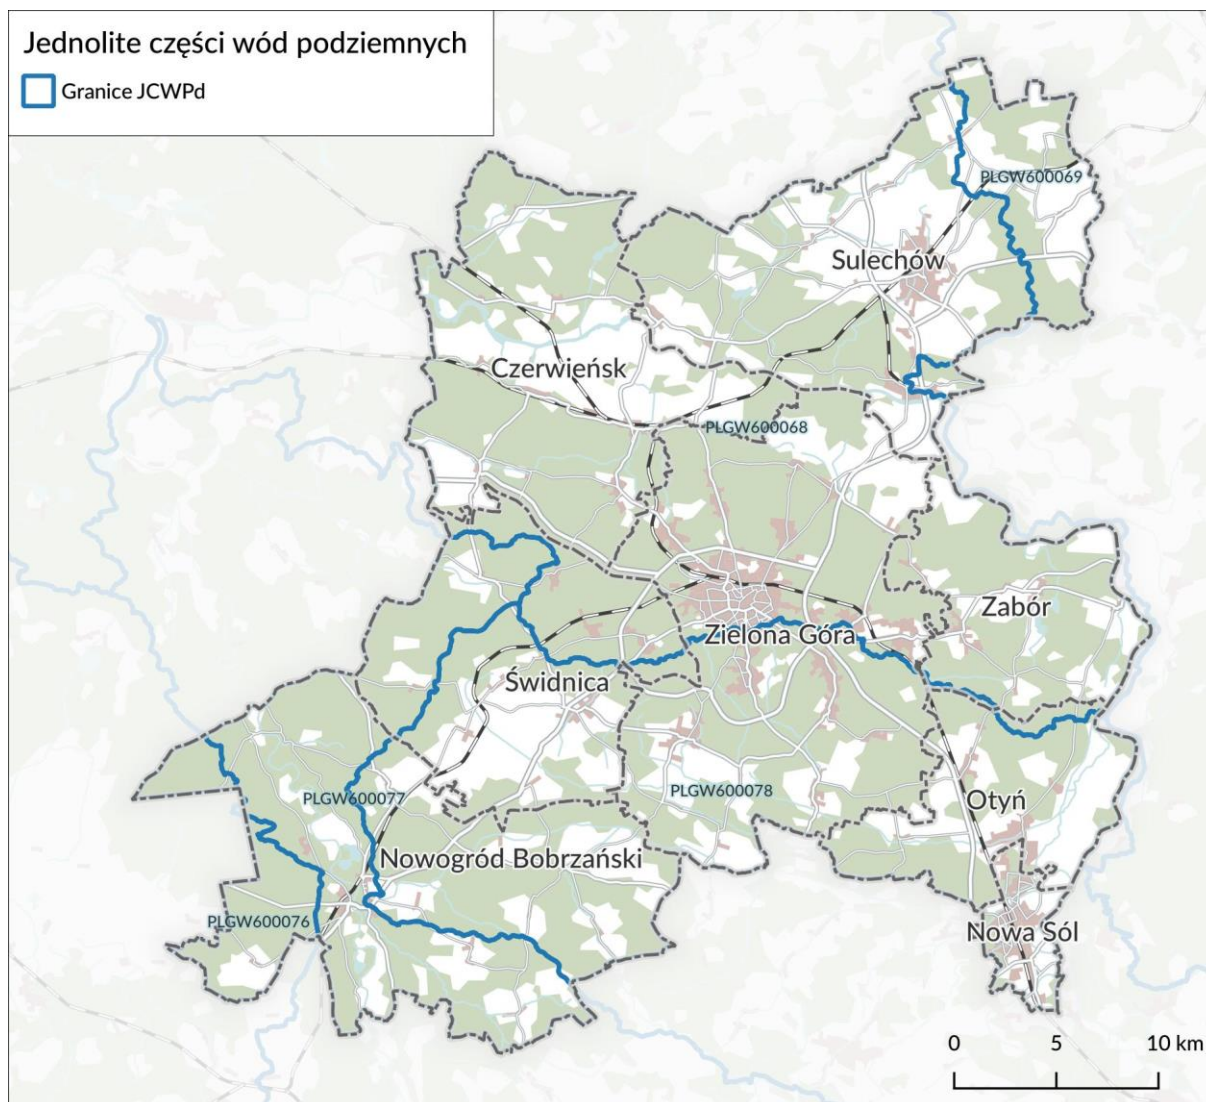 Jednolite części wód podziemnych
Granice JCWPd
PLGW600069
Sulechów
Czerwieńsk
PLGW600068
Zabór
Zielona Góra
Świdnica
PLGW600077
PLGW600078
Otyń
Nowogród Bobrzański
PLGW600076
Nowa Sól
0 5 10 km